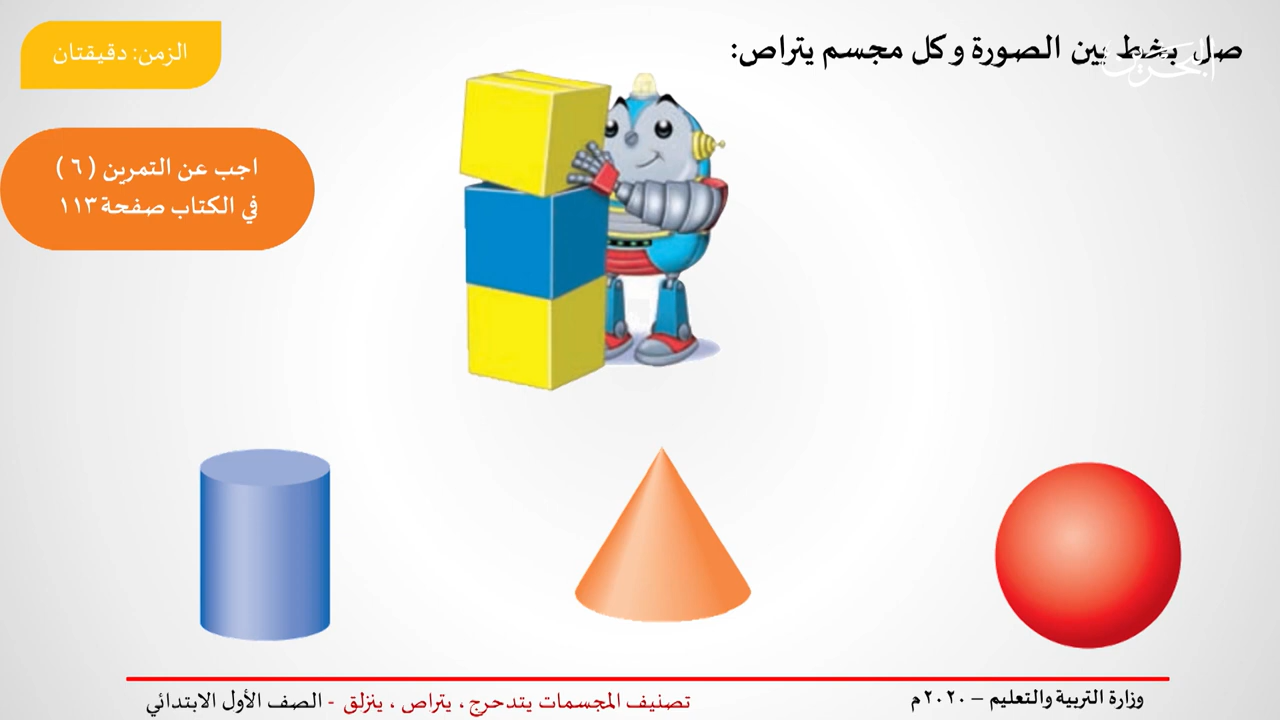 صل بخط بين الصورة وكل مجسم يتراص:
الزمن: دقيقتان
اجب عن التمرين (٦)
في الكتاب صفحة ١١٣
وزارة التربية والتعليم – ٢٠٢٠م
تصنيف المجسمات يتدحرج، يتراص، ينزلق - الصف الأول الابتدائي
البحرين